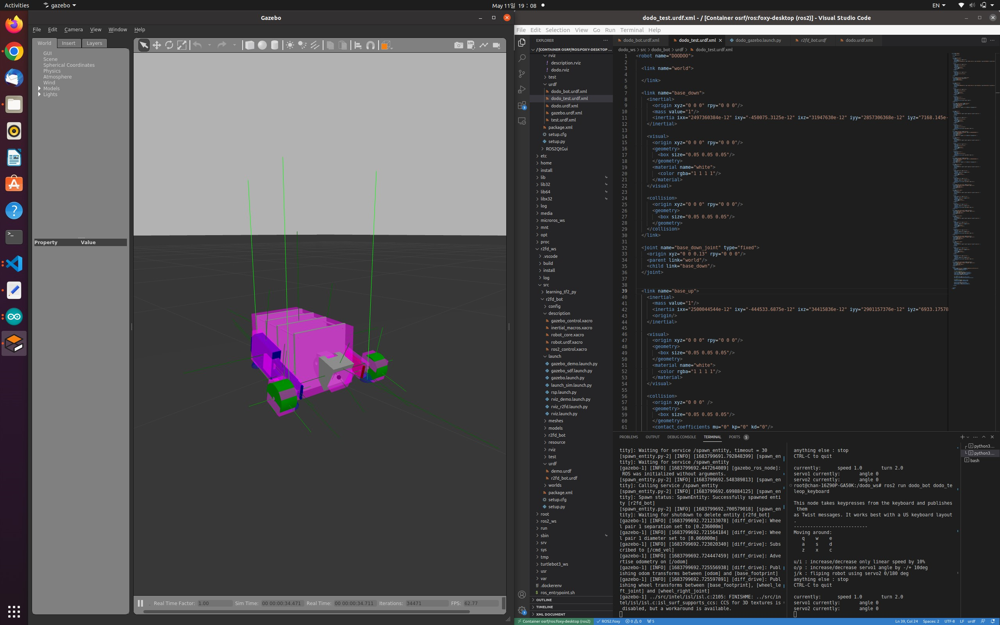 Activities
gazebo
May 11일 19 : 08
EN
Gazebo
File Edit Camera View Window Help
World Insert Layers
GUI
Scene
Spherical Coordinates
Physics
Atmosphere
Wind
Models
Lights
Property Value
LOG
Real Time Factor: 1.00 Sim Time: 00 00:00:34.471 Real Time: 00 00:00:34.711 Iterations: 34471 FPS: 62.77
dodo_test.urdf.xml - / [Container osrf/ros:foxy-desktop (ros2)] - Visual Studio Code
File Edit Selection View Go Run Terminal Help
EXPLORER
/ [CONTAINER OSRF/ROS:FOXY-DESKTOP ...
rviz
description.rviz
dodo.rviz
test
urdf
dodo_bot.urdf.xml
dodo_test.urdf.xml
dodo.urdf.xml
gazebo.urdf.xml
test.urdf.xml
package.xml
setup.cfg
setup.py
ROS2QtGui
etc
home
install
lib
lib32
lib64
libx32
log
media
microros_ws
mnt
opt
proc
r2fd_ws
.vscode
build
install
log
src
learning_tf2_py
r2fd_bot
config
description
gazebo_control.xacro
inertial_macros.xacro
robot_core.xacro
robot.urdf.xacro
ros2_control.xacro
launch
gazebo_demo.launch.py
gazebo_sdf.launch.py
gazebo.launch.py
launch_sim.launch.py
rsp.launch.py
rviz_demo.launch.py
rviz_r2fd.launch.py
rviz.launch.py
meshes
models
r2fd_bot
resource
rviz
test
urdf
demo.urdf
r2fd_bot.urdf
worlds
package.xml
setup.cfg
setup.py
root
ros2_ws
run
sbin
srv
sys
tmp
turtlebot3_ws
usr
var
.dockerenv
ros_entrypoint.sh
OUTLINE
TIMELINE
XML DOCUMENT
3
1
dodo_bot.urdf.xml dodo_test.urdf.xml dodo_gazebo.launch.py r2fd_bot.urdf dodo.urdf.xml
dodo_ws > src > dodo_bot > urdf > dodo_test.urdf.xml
1 <robot name="DOODOO">
2
3 <link name="world">
4
5 </link>
6
7 <link name="base_down">
8 <inertial>
9 <origin xyz="0 0 0" rpy="0 0 0"/>
10 <mass value="1"/>
11 <inertia ixx="2497360384e-12" ixy="-450075.3125e-12" ixz="31947630e-12" iyy="2857306368e-12" iyz="7168.145e-
12 </inertial>
13
14 <visual>
15 <origin xyz="0 0 0" rpy="0 0 0"/>
16 <geometry>
17 <box size="0.05 0.05 0.05"/>
18 </geometry>
19 <material name="white">
20 <color rgba="1 1 1 1"/>
21 </material>
22 </visual>
23
24 <collision>
25 <origin xyz="0 0 0" rpy="0 0 0"/>
26 <geometry>
27 <box size="0.05 0.05 0.05"/>
28 </geometry>
29 </collision>
30 </link>
31
32 <joint name="base_down_joint" type="fixed">
33 <origin xyz="0 0 0.13" rpy="0 0 0"/>
34 <parent link="world"/>
35 <child link="base_down"/>
36 </joint>
37
38
39 <link name="base_up">
40 <inertial>
41 <mass value="1"/>
42 <inertia ixx="2500044544e-12" ixy="-444533.6875e-12" ixz="34415836e-12" iyy="2901157376e-12" iyz="6933.17578
43 <origin/>
44 </inertial>
45
46 <visual>
47 <origin xyz="0 0 0" rpy="0 0 0"/>
48 <geometry>
49 <box size="0.05 0.05 0.05"/>
50 </geometry>
51 <material name="white">
52 <color rgba="1 1 1 1"/>
53 </material>
54 </visual>
55
56 <collision>
57 <origin xyz="0 0 0" />
58 <geometry>
59 <box size="0.05 0.05 0.05"/>
60 </geometry>
61 <contact_coefficients mu="0" kp="0" kd="0"/>
PROBLEMS OUTPUT DEBUG CONSOLE TERMINAL PORTS 5
tity]: Waiting for service /spawn_entity, timeout = 30
[spawn_entity.py-2] [INFO] [1683799691.792848399] [spawn_en
tity]: Waiting for service /spawn_entity
[gazebo-1] [INFO] [1683799692.447264089] [gazebo_ros_node]:
ROS was initialized without arguments.
[spawn_entity.py-2] [INFO] [1683799692.548389813] [spawn_en
tity]: Calling service /spawn_entity
[spawn_entity.py-2] [INFO] [1683799692.699884125] [spawn_en
tity]: Spawn status: SpawnEntity: Successfully spawned enti
ty [r2fd_bot]
[spawn_entity.py-2] [INFO] [1683799692.700579018] [spawn_en
tity]: Waiting for shutdown to delete entity [r2fd_bot]
[gazebo-1] [INFO] [1683799692.721233078] [diff_drive]: Whee
l pair 1 separation set to [0.236000m]
[gazebo-1] [INFO] [1683799692.721564184] [diff_drive]: Whee
l pair 1 diameter set to [0.066000m]
[gazebo-1] [INFO] [1683799692.723020340] [diff_drive]: Subs
cribed to [/cmd_vel]
[gazebo-1] [INFO] [1683799692.724447459] [diff_drive]: Adve
rtise odometry on [/odom]
[gazebo-1] [INFO] [1683799692.725556938] [diff_drive]: Publ
ishing odom transforms between [odom] and [base_footprint]
[gazebo-1] [INFO] [1683799692.725597891] [diff_drive]: Publ
ishing wheel transforms between [base_footprint], [wheel_le
ft_joint] and [wheel_right_joint]
[gazebo-1] ../src/intel/isl/isl.c:2105: FINISHME: ../src/in
tel/isl/isl.c:isl_surf_supports_ccs: CCS for 3D textures is
disabled, but a workaround is available.
anything else : stop
CTRL-C to quit
currently: speed 1.0 turn 2.0
servo1 currently: angle 0
servo2 currently: angle 0
root@chan-16Z90P-GA50K:/dodo_ws# ros2 run dodo_bot dodo_te
leop_keyboard
This node takes keypresses from the keyboard and publishes
them
as Twist messages. It works best with a US keyboard layout
.
---------------------------
Moving around:
q w e
a s d
z x c
u/i : increase/decrease only linear speed by 10%
o/p : increase/decrease servo1 angle by -/+ 10deg
j/k : fliping robot using servo2 0/180 deg
anything else : stop
CTRL-C to quit
currently: speed 1.0 turn 2.0
servo1 currently: angle 0
servo2 currently: angle 0
python3...
python3...
bash
Container osrf/ros:foxy-desktop (ros2) ROS2.foxy 0 0 5 Ln 39, Col 24 Spaces: 2 UTF-8 LF urdf